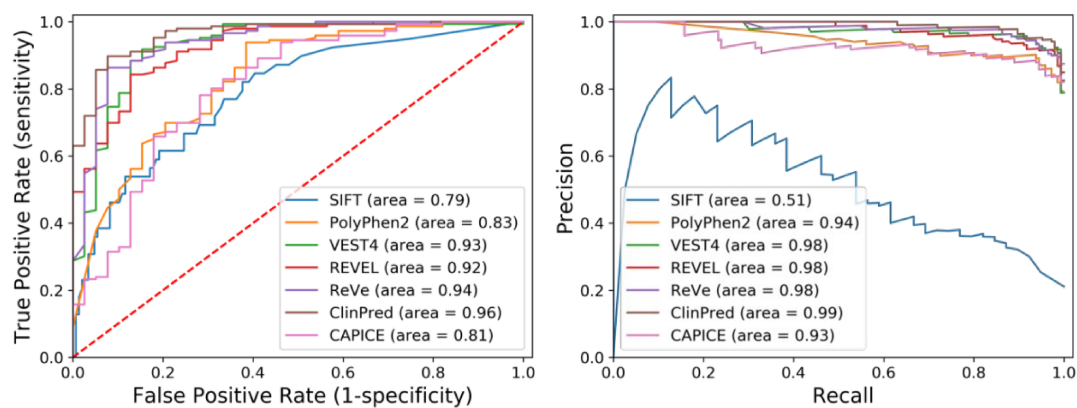 1.0
0.8
0.6
0.4
0.2
0.0
True Positive Rate (sensitivity)
SIFT (area = 0.79)
PolyPhen2 (area = 0.83)
VEST4 (area = 0.93)
REVEL (area = 0.92)
ReVe (area = 0.94)
ClinPred (area = 0.96)
CAPICE (area = 0.81)
0.0 0.2 0.4 0.6 0.8 1.0
False Positive Rate (1-specificity)
1.0
0.8
0.6
0.4
0.2
0.0
Precision
SIFT (area = 0.51)
PolyPhen2 (area = 0.94)
VEST4 (area = 0.98)
REVEL (area = 0.98)
ReVe (area = 0.98)
ClinPred (area = 0.99)
CAPICE (area = 0.93)
0.0 0.2 0.4 0.6 0.8 1.0
Recall